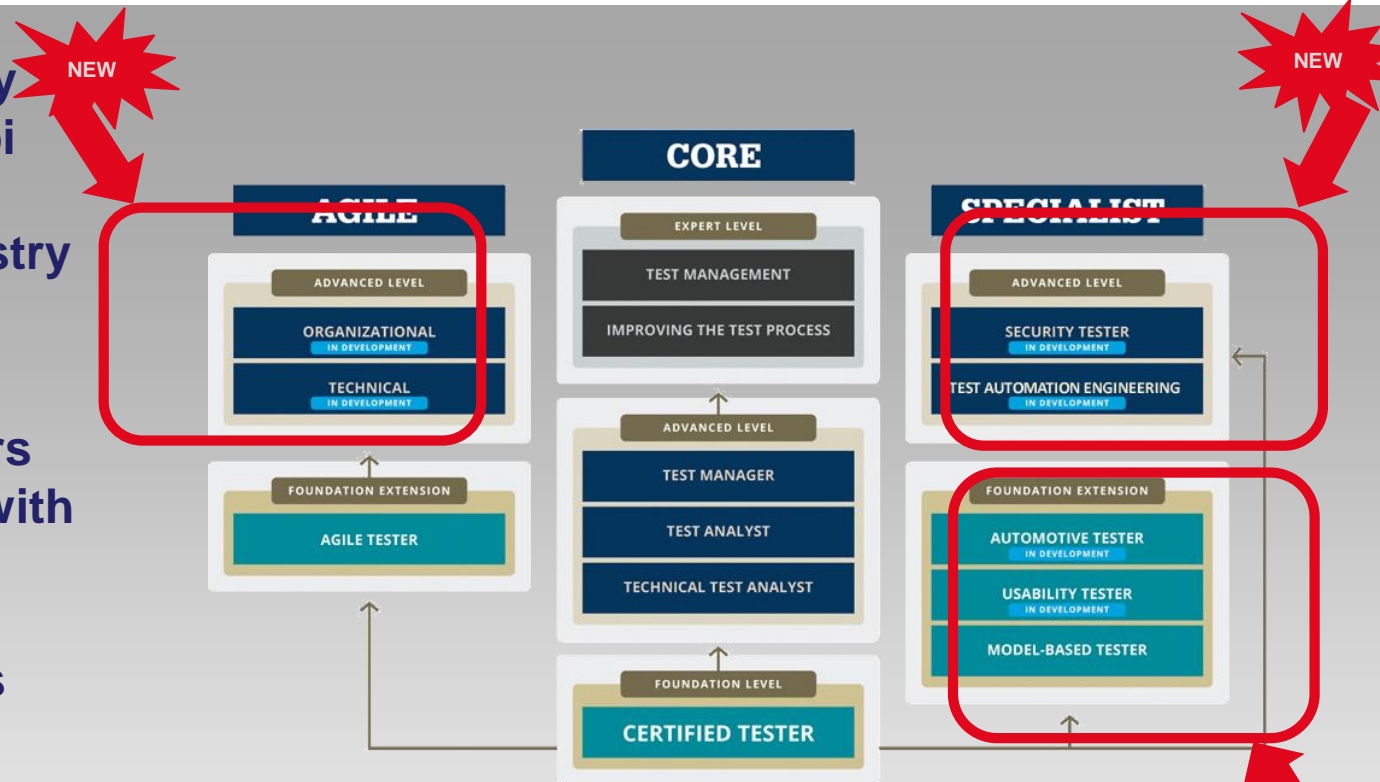 NEW
NEW
stry
with
CORE
AGILE
SPECIALIST
EXPERT LEVEL
TEST MANAGEMENT
IMPROVING THE TEST PROCESS
ADVANCED LEVEL
ORGANIZATIONAL
IN DEVELOPMENT
TECHNICAL
IN DEVELOPMENT
ADVANCED LEVEL
SECURITY TESTER
IN DEVELOPMENT
TEST AUTOMATION ENGINEERING
IN DEVELOPMENT
ADVANCED LEVEL
TEST MANAGER
TEST ANALYST
TECHNICAL TEST ANALYST
FOUNDATION EXTENSION
AGILE TESTER
FOUNDATION EXTENSION
AUTOMOTIVE TESTER
IN DEVELOPMENT
USABILITY TESTER
IN DEVELOPMENT
MODEL-BASED TESTER
FOUNDATION LEVEL
CERTIFIED TESTER